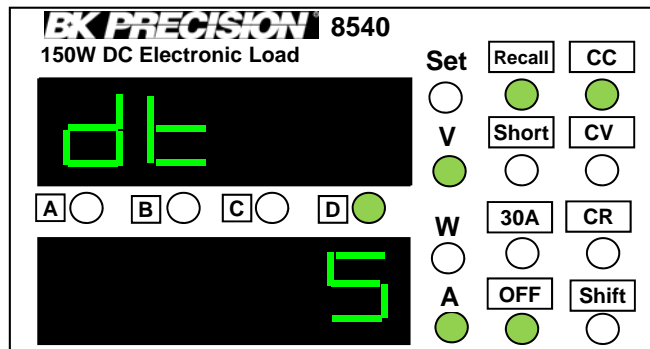 BK PRECISION® 8540
150W DC Electronic Load
Set Recall CC
dt
V Short CV
A B C D
W 30A CR
5
A OFF Shift